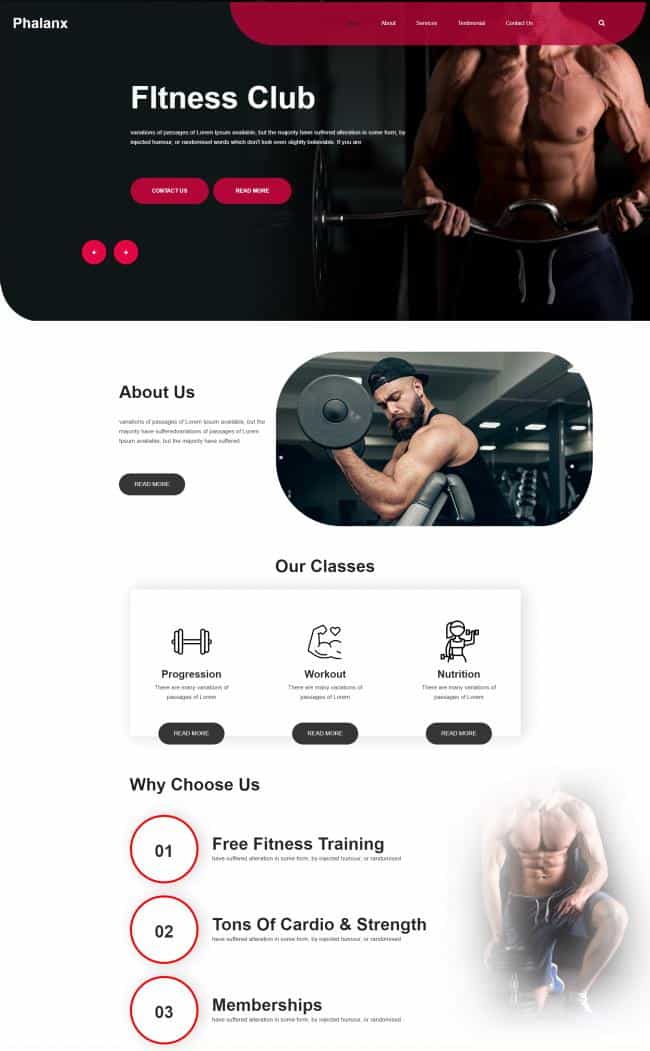 Phalanx
About
Services
Testimonial
Contact Us
FItness Club
variations of passages of Lorem Ipsum available, but the majority have suffered alteration in some form, by
injected humour, or randomised words which don't look even slightly believable. If you are
CONTACT US
READ MORE
About Us
variations of passages of Lorem Ipsum available, but the
majority have sufferedvariations of passages of Lorem
Ipsum available, but the majority have suffered
READ MORE
Our Classes
Progression
There are many variations of
passages of Lorem
READ MORE
Workout
There are many variations of
passages of Lorem
READ MORE
Nutrition
There are many variations of
passages of Lorem
READ MORE
Why Choose Us
01
Free Fitness Training
have suffered alteration in some form, by injected humour, or randomised
02
Tons Of Cardio & Strength
have suffered alteration in some form, by injected humour, or randomised
03
Memberships
have suffered alteration in some form, by injected humour, or randomised